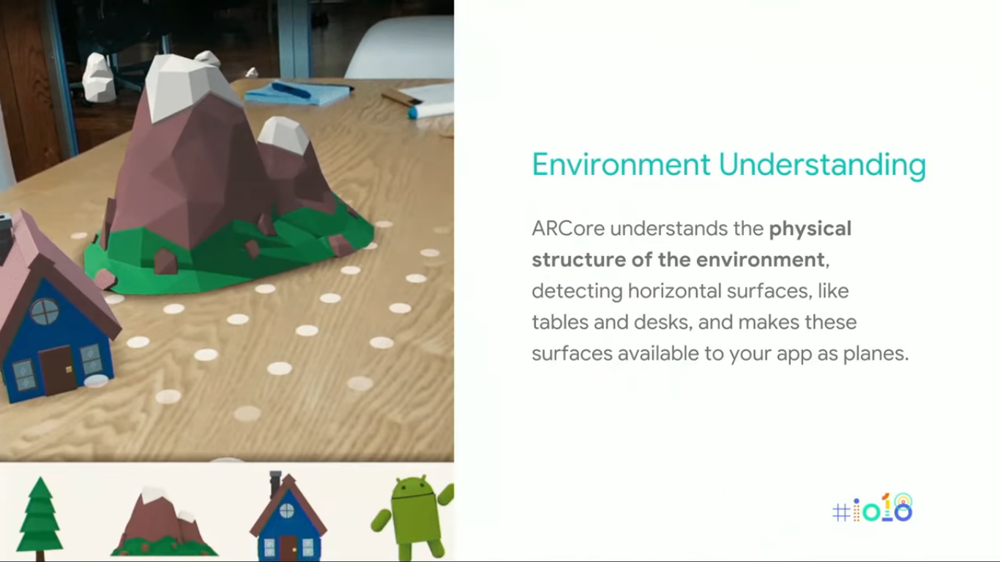 Environment Understanding
ARCore understands the physical
structure of the environment,
detecting horizontal surfaces, like
tables and desks, and makes these
surfaces available to your app as planes.
#io18